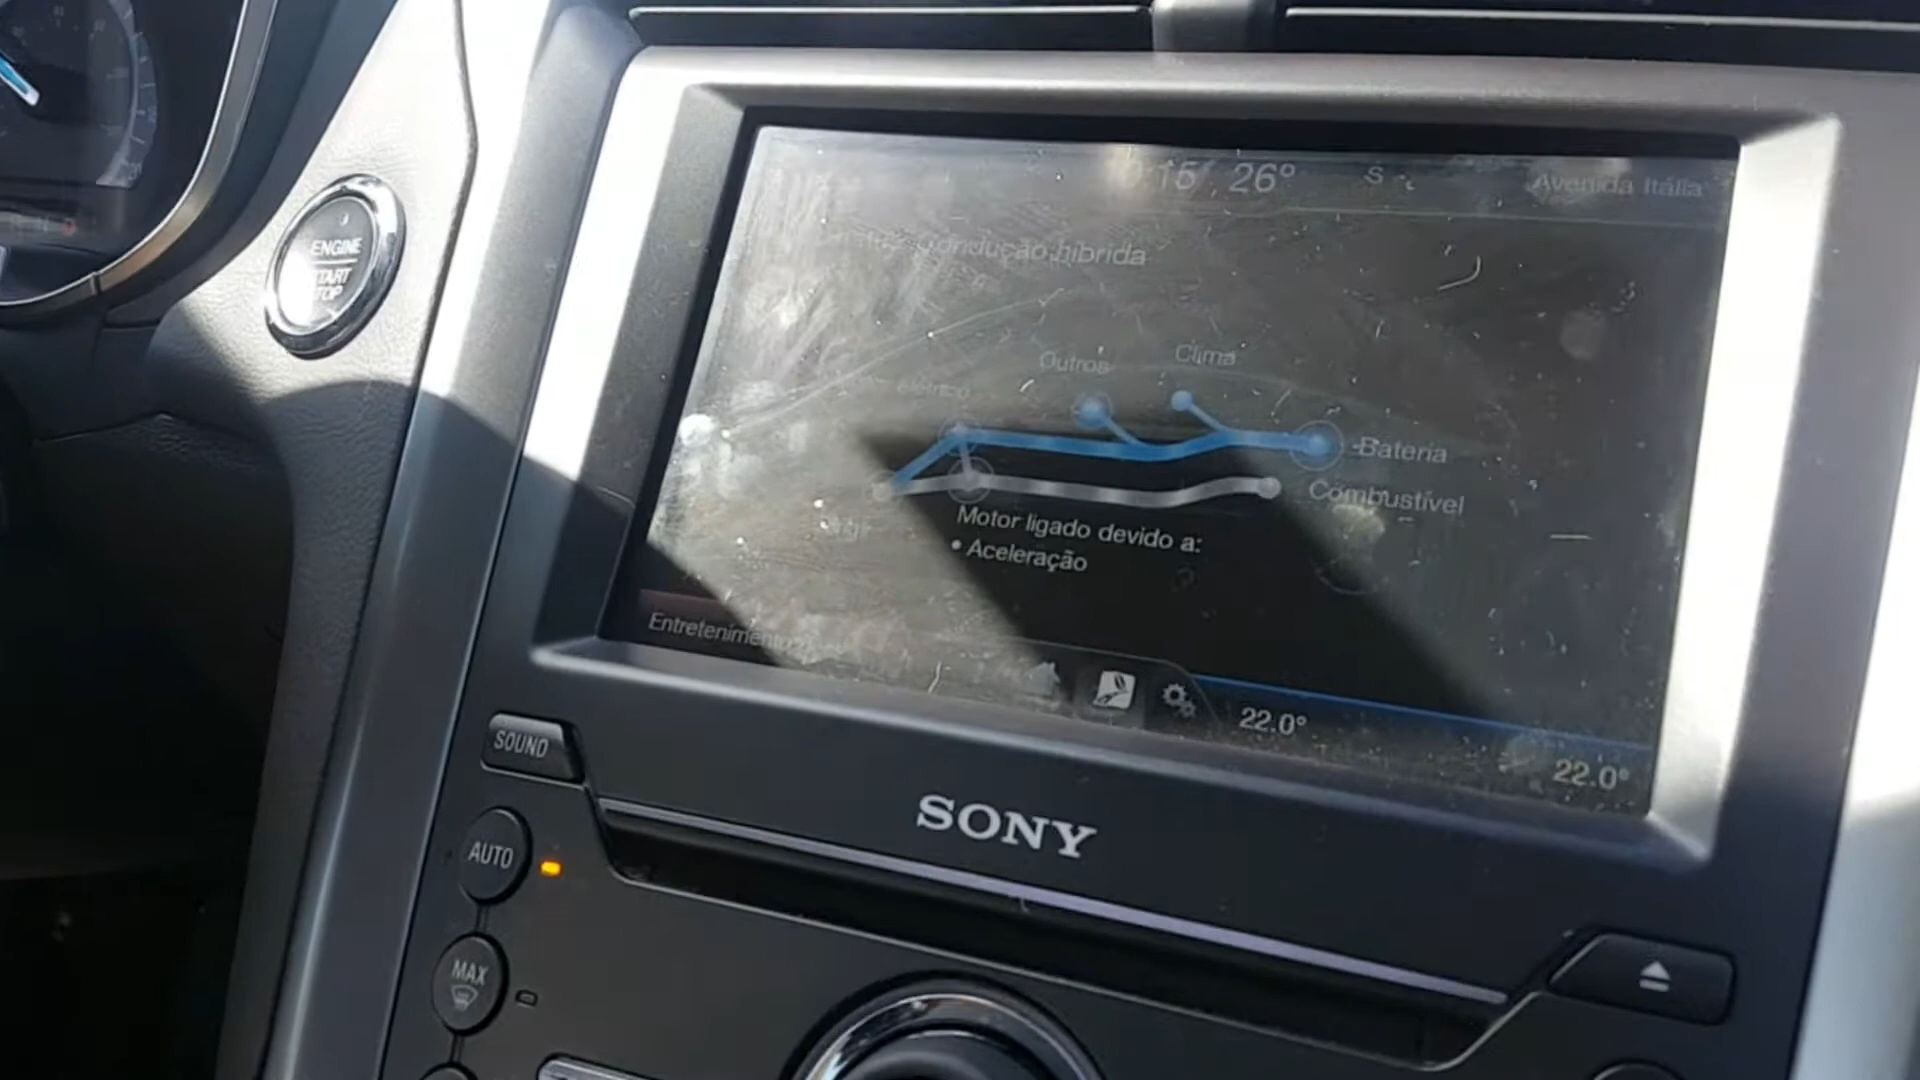 15 26° S
Avenida Itália
Condução híbrida
Outros
Clima
elétrico
Bateria
Combustível
Motor ligado devido a:
• Aceleração
Entretenimento
22.0°
22.0°
ENGINE
START
STOP
SOUND
SONY
AUTO
MAX